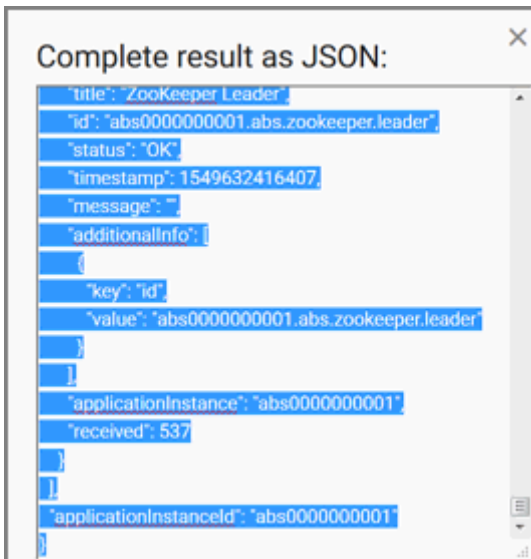 Complete result as JSON:
×
"title": "ZooKeeper Leader",
"id": "abs0000000001.abs.zookeeper.leader",
"status": "OK",
"timestamp": 1549632416407,
"message": "",
"additionalInfo": [
{
"key": "id",
"value": "abs0000000001.abs.zookeeper.leader"
}
],
"applicationInstance": "abs0000000001",
"received": 537
}
],
"applicationInstanceId": "abs0000000001"
}